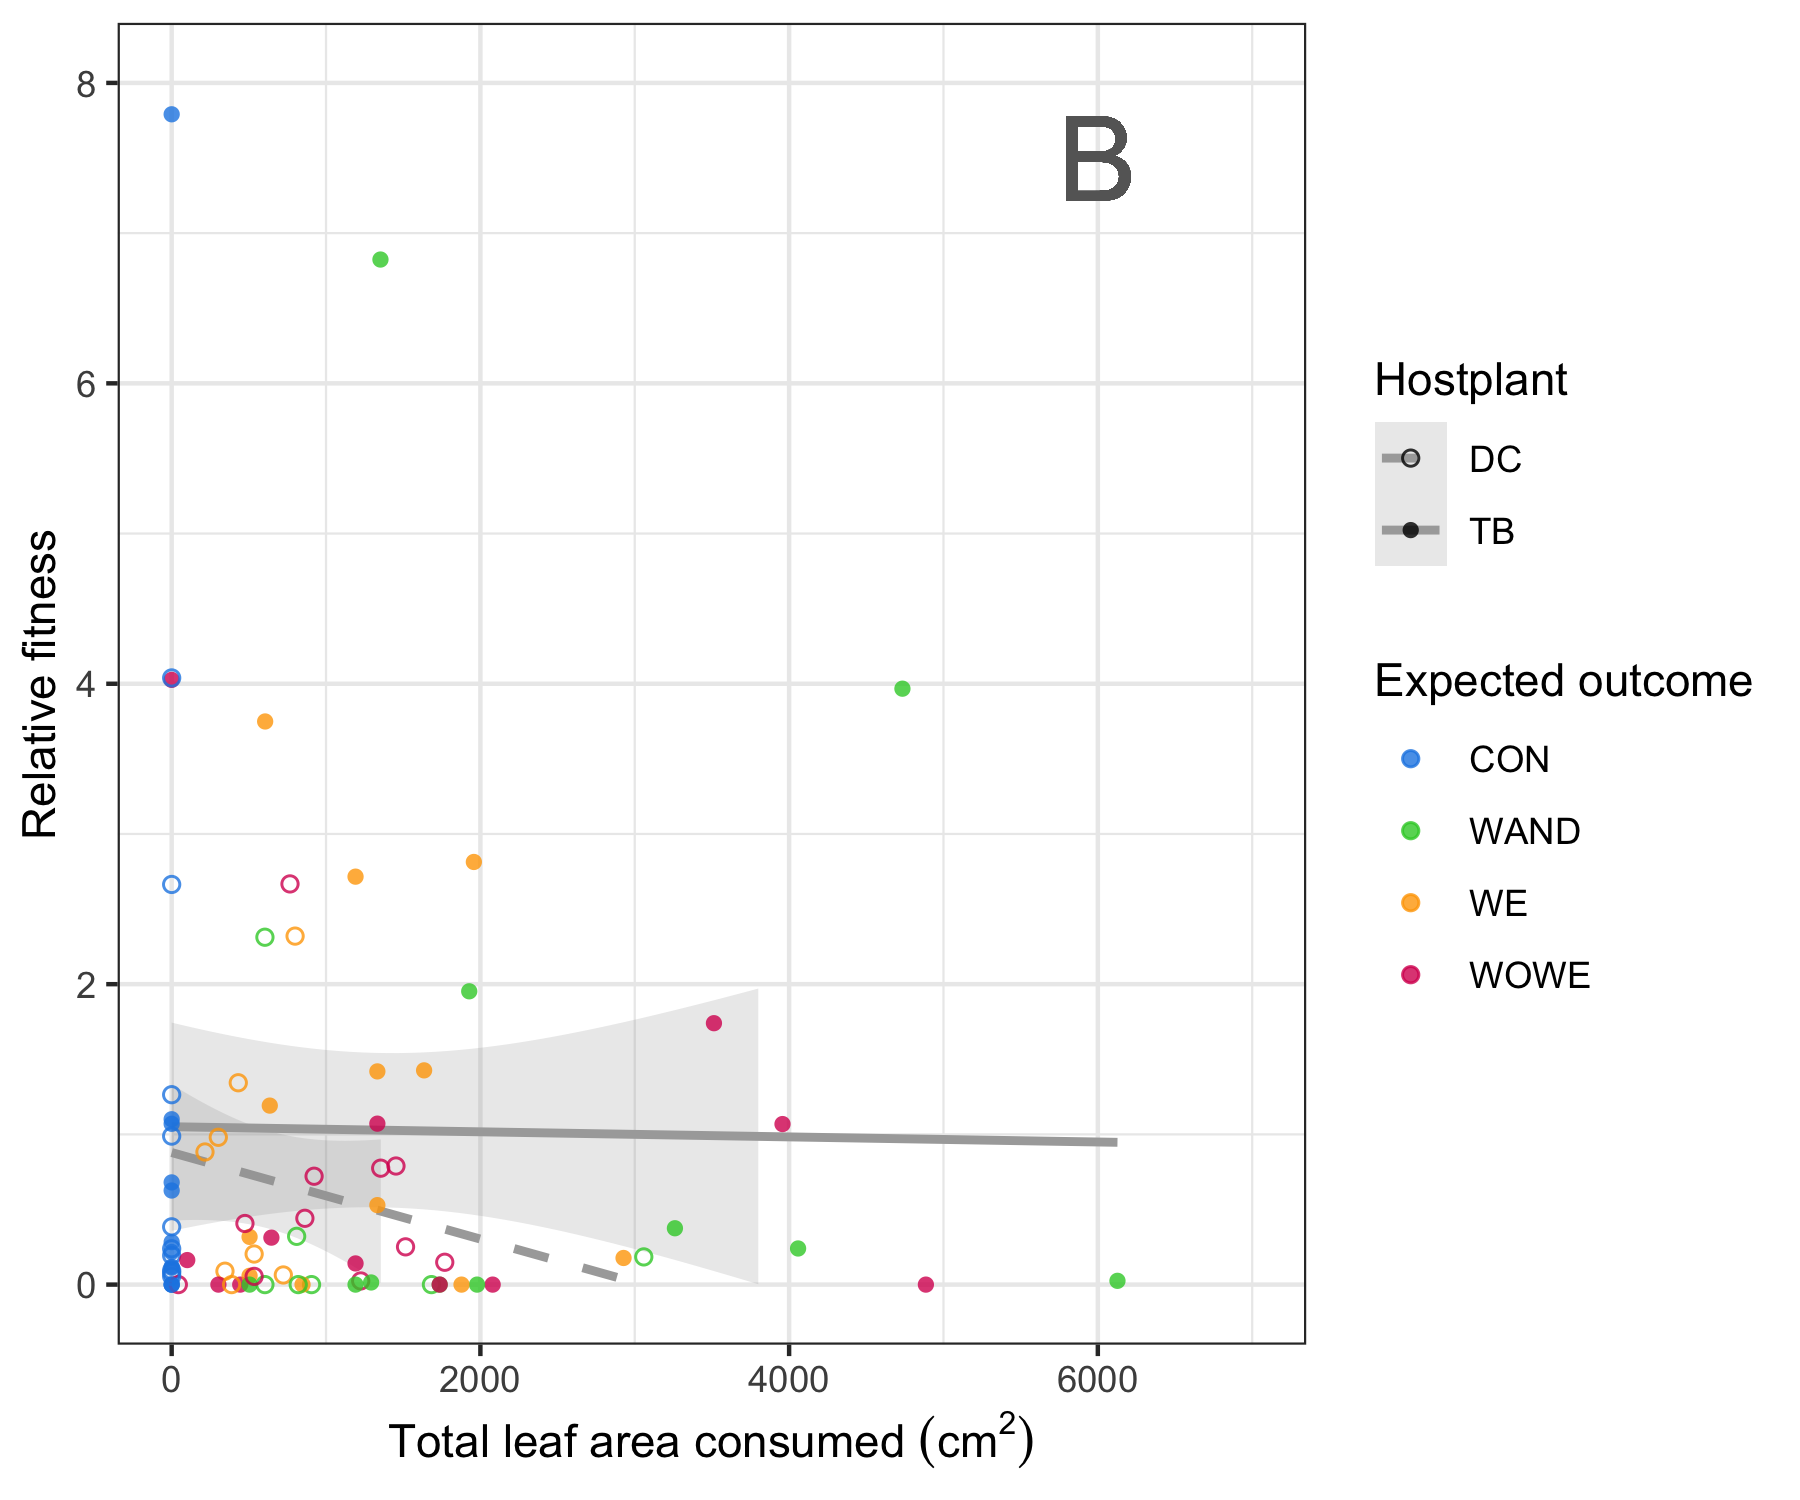 B
8
6
4
2
0
Relative fitness
0 2000 4000 6000
Total leaf area consumed (cm²)
Hostplant
DC
TB
Expected outcome
CON
WAND
WE
WOWE